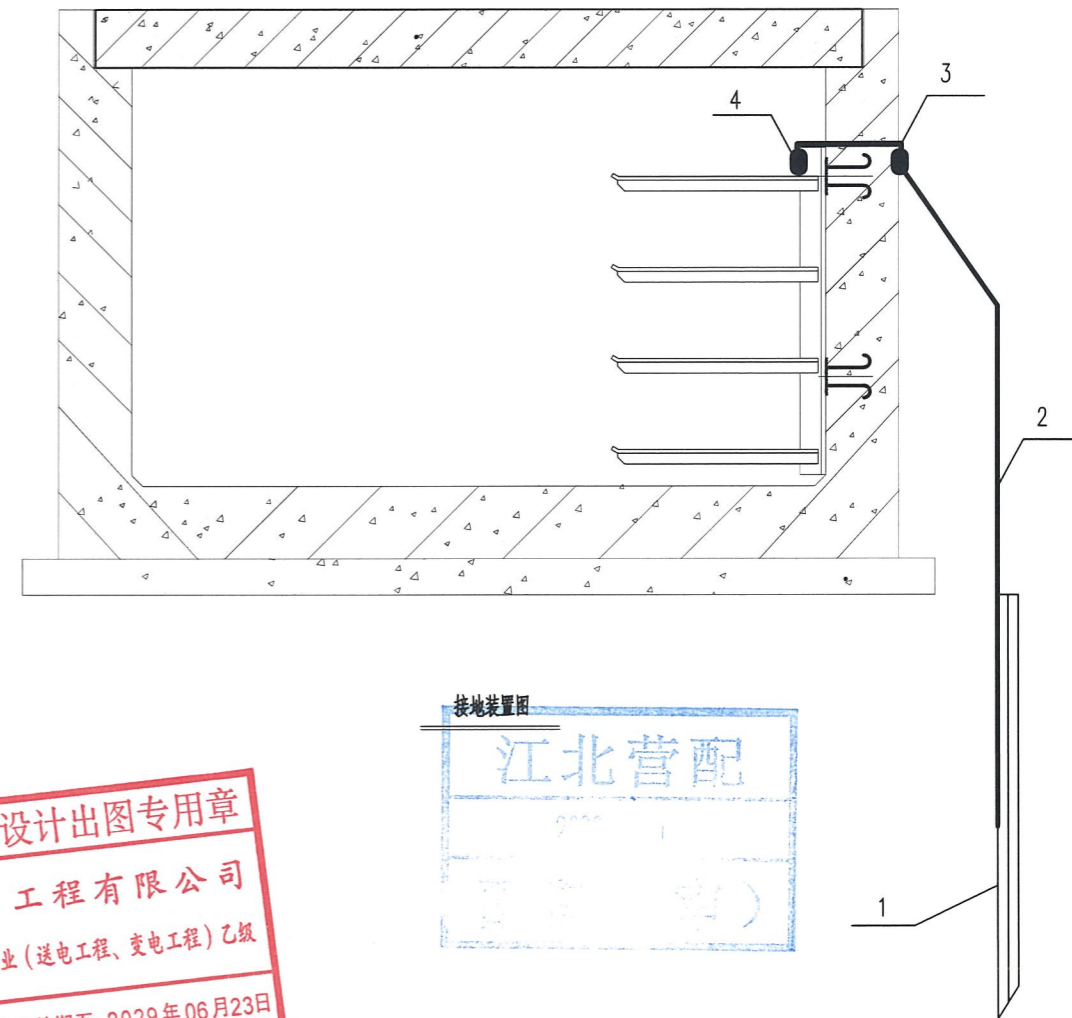 4
3
2
1
接地装置图
江北营配
设计出图专用章
工程有限公司
业(送电工程、变电工程)乙级
2029年06月23日